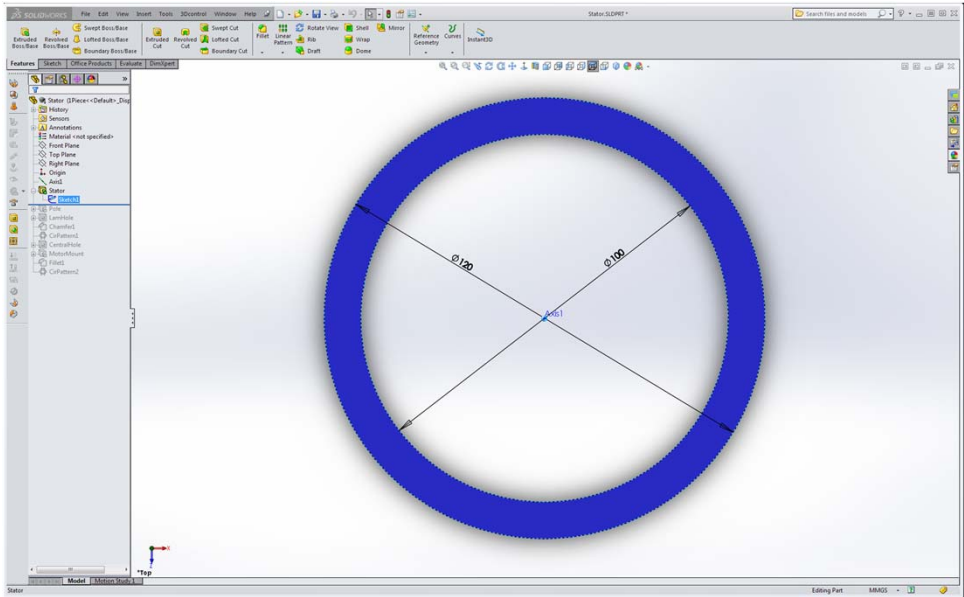 SOLIDWORKS File Edit View Insert Tools 3Dcontrol Window Help Stator.SLDPRT * Search files and models
Extruded Boss/Base
Revolved Boss/Base
Swept Boss/Base
Lofted Boss/Base
Boundary Boss/Base
Extruded Cut
Revolved Cut
Swept Cut
Lofted Cut
Boundary Cut
Fillet
Linear Pattern
Rotate View
Rib
Draft
Shell
Wrap
Dome
Mirror
Reference Geometry
Curves
Instant3D
Features Sketch Office Products Evaluate DimXpert
Stator (1Piece<<Default>_Disp
History
Sensors
A Annotations
Material <not specified>
Front Plane
Top Plane
Right Plane
Origin
Axis1
Stator
Sketch1
Pole
LamHole
Chamfer1
CirPattern1
CentralHole
MotorMount
Fillet1
CirPattern2
Ø120
Ø100
Axis1
X
Z
*Top
Model Motion Study 1
Stator Editing Part MMGS